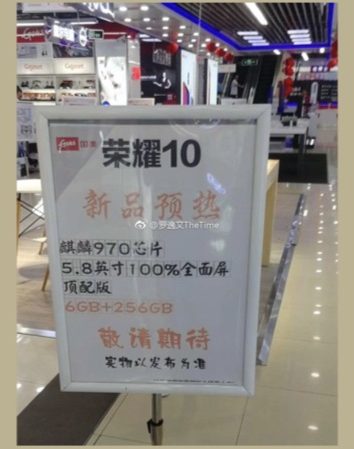 Gigaset
Gome 国美
荣耀10
新品预热
@罗逸文TheTime
麒麟970芯片
5.8英寸100%全面屏
顶配版
6GB+256GB
敬请期待
实物以发布为准